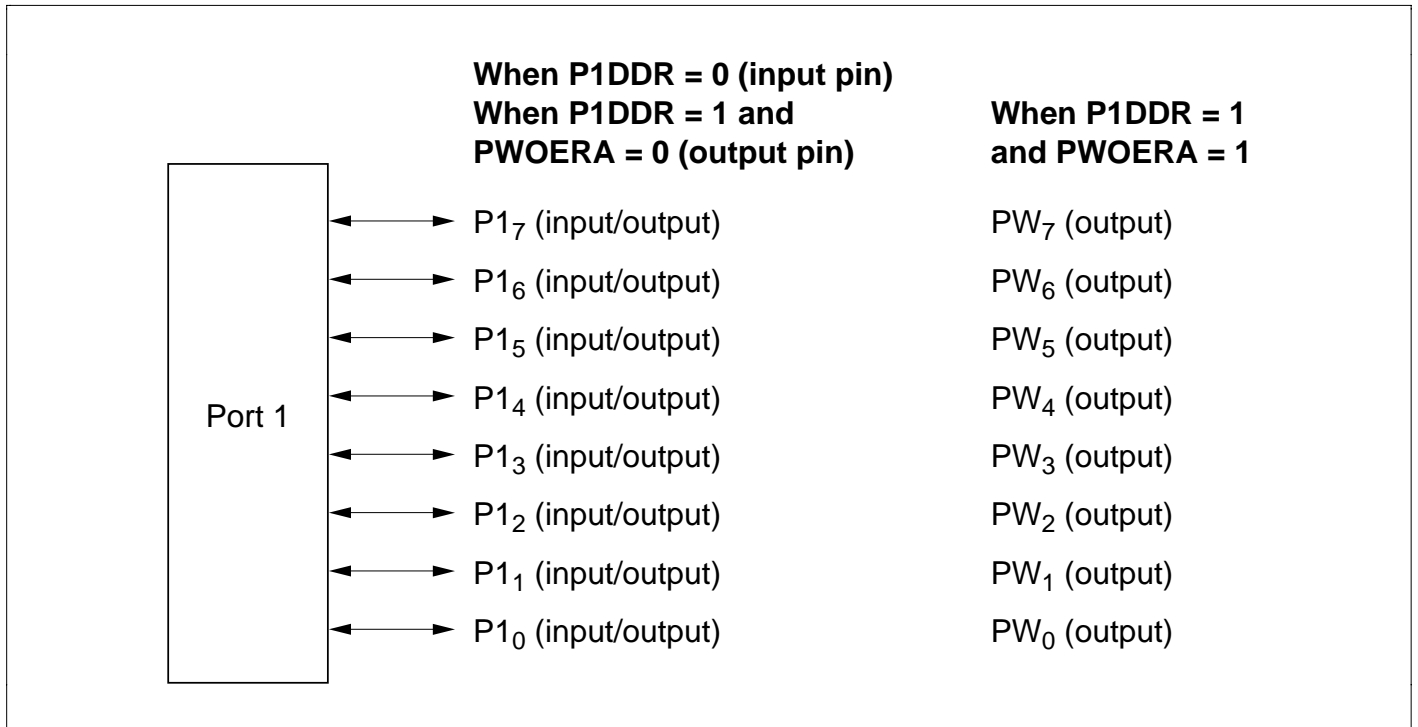 When P1DDR = 0 (input pin)
When P1DDR = 1 and
PWOERA = 0 (output pin)
When P1DDR = 1
and PWOERA = 1
Port 1
P1₇ (input/output) PW₇ (output)
P1₆ (input/output) PW₆ (output)
P1₅ (input/output) PW₅ (output)
P1₄ (input/output) PW₄ (output)
P1₃ (input/output) PW₃ (output)
P1₂ (input/output) PW₂ (output)
P1₁ (input/output) PW₁ (output)
P1₀ (input/output) PW₀ (output)